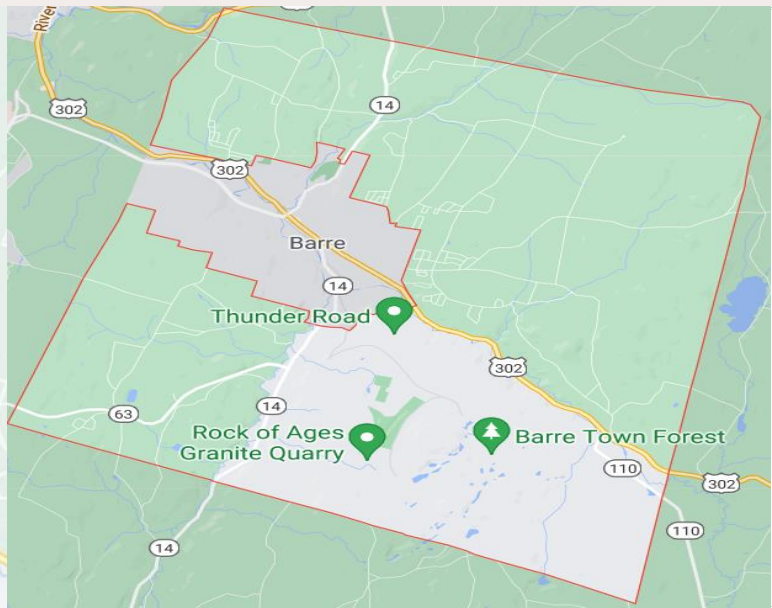 River
302
14
302
302
Barre
14
Thunder Road
302
63
14
Rock of Ages
Granite Quarry
Barre Town Forest
110
302
110
14